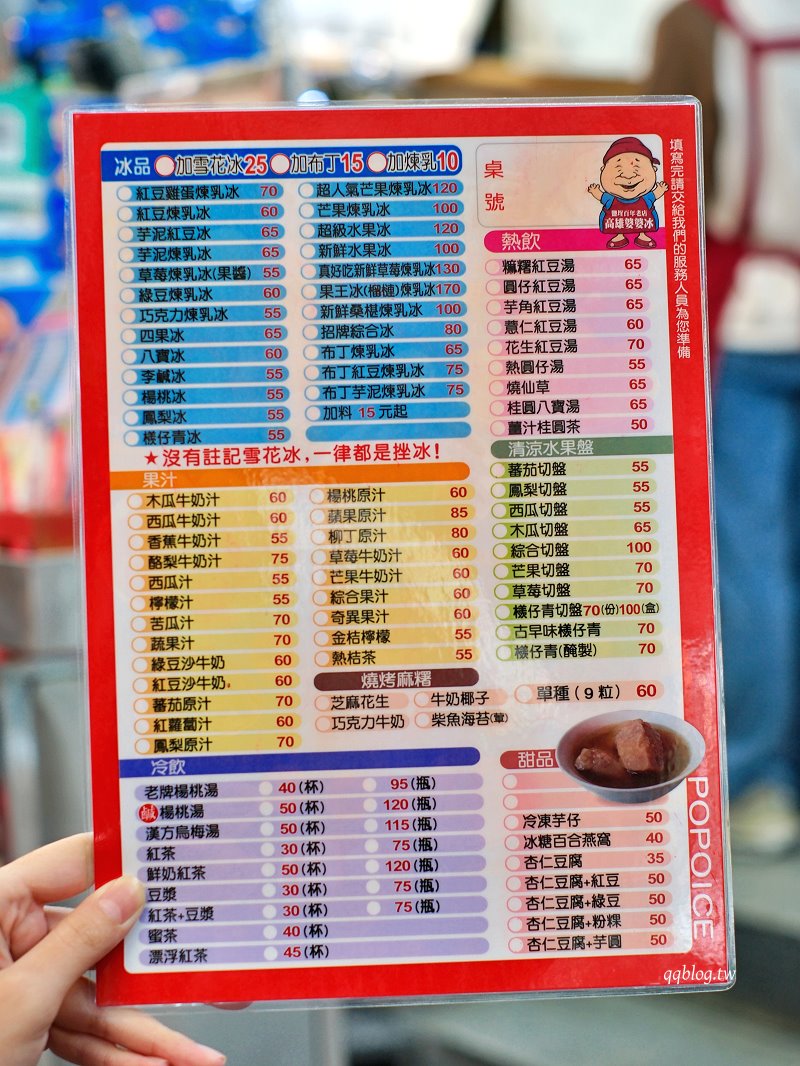 冰品 加雪花冰25 加布丁15 加煉乳10
紅豆雞蛋煉乳冰 70
紅豆煉乳冰 60
芋泥紅豆冰 65
芋泥煉乳冰 65
草莓煉乳冰(果醬) 55
綠豆煉乳冰 60
巧克力煉乳冰 55
四果冰 65
八寶冰 60
李鹹冰 55
楊桃冰 55
鳳梨冰 55
檨仔青冰 55
超人氣芒果煉乳冰120
芒果煉乳冰 100
超級水果冰 120
新鮮水果冰 100
真好吃新鮮草莓煉乳冰130
果王冰(榴槤)煉乳冰170
新鮮桑椹煉乳冰 100
招牌綜合冰 80
布丁煉乳冰 65
布丁紅豆煉乳冰 75
布丁芋泥煉乳冰 75
加料 15 元起
★沒有註記雪花冰,一律都是挫冰!
桌
號
鹽埕百年老店
高雄婆婆冰
填寫完請交給我們的服務人員為您準備
熱飲
麻糬紅豆湯 65
圓仔紅豆湯 65
芋角紅豆湯 65
薏仁紅豆湯 60
花生紅豆湯 70
熱圓仔湯 55
燒仙草 65
桂圓八寶湯 65
薑汁桂圓茶 50
清涼水果盤
蕃茄切盤 55
鳳梨切盤 55
西瓜切盤 55
木瓜切盤 65
綜合切盤 100
芒果切盤 70
草莓切盤 70
檨仔青切盤70(份)100(盒)
古早味檨仔青 70
檨仔青(醃製) 70
果汁
木瓜牛奶汁 60
西瓜牛奶汁 60
香蕉牛奶汁 55
酪梨牛奶汁 75
西瓜汁 55
檸檬汁 55
苦瓜汁 70
蔬果汁 70
綠豆沙牛奶 60
紅豆沙牛奶 60
蕃茄原汁 70
紅蘿蔔汁 60
鳳梨原汁 70
楊桃原汁 60
蘋果原汁 85
柳丁原汁 80
草莓牛奶汁 60
芒果牛奶汁 60
綜合果汁 60
奇異果汁 60
金桔檸檬 55
熱桔茶 55
燒烤麻糬
芝麻花生 牛奶椰子 單種(9粒) 60
巧克力牛奶 柴魚海苔(葷)
冷飲
老牌楊桃湯 40(杯) 95(瓶)
鹹楊桃湯 50(杯) 120(瓶)
漢方烏梅湯 50(杯) 115(瓶)
紅茶 30(杯) 75(瓶)
鮮奶紅茶 50(杯) 120(瓶)
豆漿 30(杯) 75(瓶)
紅茶+豆漿 30(杯) 75(瓶)
蜜茶 40(杯)
漂浮紅茶 45(杯)
甜品
冷凍芋仔 50
冰糖百合燕窩 40
杏仁豆腐 35
杏仁豆腐+紅豆 50
杏仁豆腐+綠豆 50
杏仁豆腐+粉粿 50
杏仁豆腐+芋圓 50
POPOICE
qqblog.tw